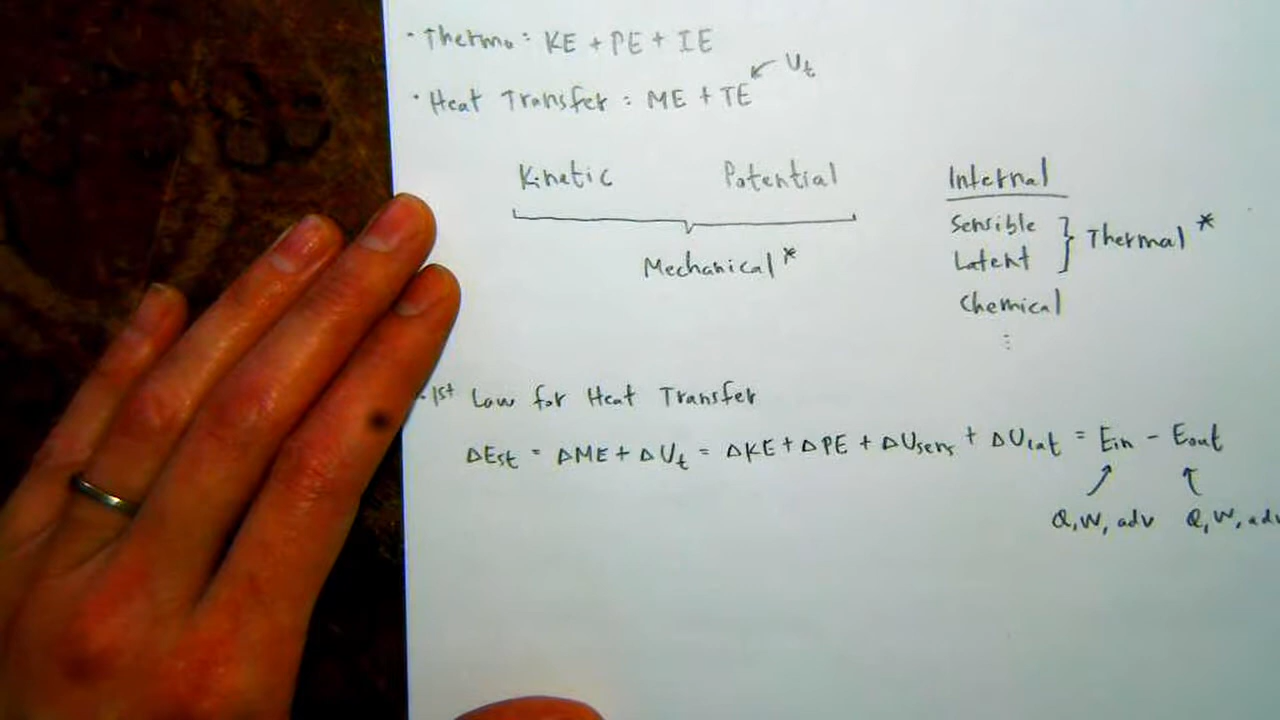 · Thermo: KE + PE + IE
↙ Ut
· Heat Transfer : ME + TE
Kinetic Potential Internal
Sensible } Thermal *
Latent
Mechanical *
Chemical
⋮
· 1st Law for Heat Transfer
ΔEst = ΔME + ΔUt = ΔKE + ΔPE + ΔUsens + ΔUlat = Ein - Eout
Q, W, adv Q, W, adv